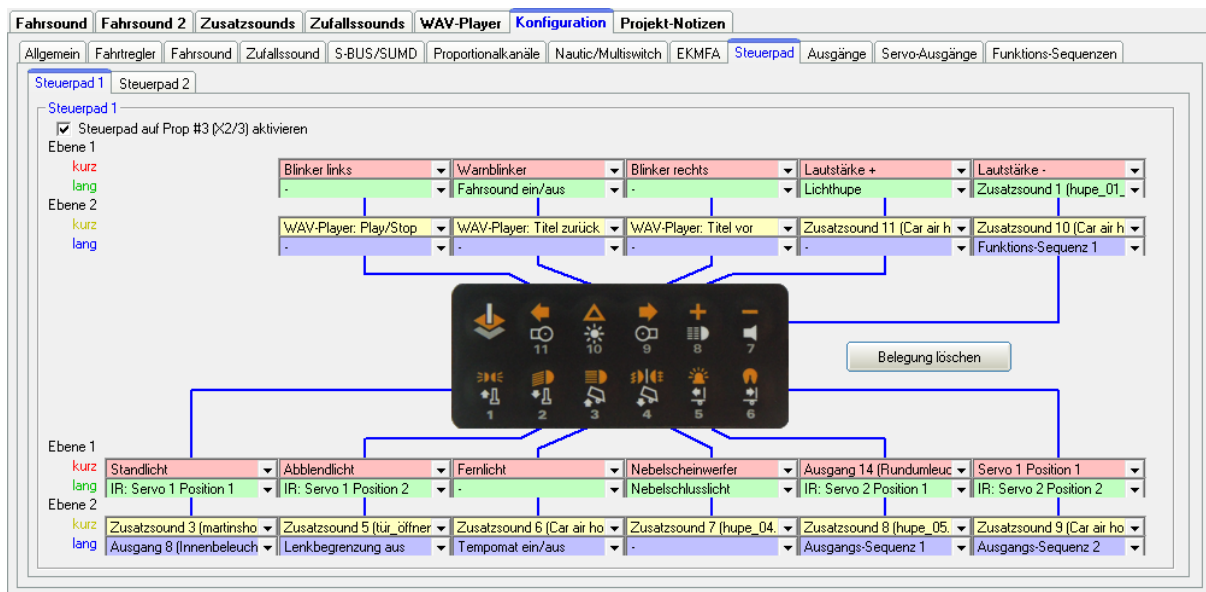 Fahrsound Fahrsound 2 Zusatzsounds Zufallssounds WAV-Player Konfiguration Projekt-Notizen
Allgemein Fahrtregler Fahrsound Zufallssound S-BUS/SUMD Proportionalkanäle Nautic/Multiswitch EKMFA Steuerpad Ausgänge Servo-Ausgänge Funktions-Sequenzen
Steuerpad 1 Steuerpad 2
Steuerpad 1
Steuerpad auf Prop #3 (X2/3) aktivieren
Ebene 1
kurz Blinker links Warnblinker Blinker rechts Lautstärke + Lautstärke -
lang - Fahrsound ein/aus - Lichthupe Zusatzsound 1 (hupe_01_
Ebene 2
kurz WAV-Player: Play/Stop WAV-Player: Titel zurück WAV-Player: Titel vor Zusatzsound 11 (Car air h Zusatzsound 10 (Car air h
lang - - - - Funktions-Sequenz 1
11 10 9 8 7
Belegung löschen
1 2 3 4 5 6
Ebene 1
kurz Standlicht Abblendlicht Fernlicht Nebelscheinwerfer Ausgang 14 (Rundumleuc Servo 1 Position 1
lang IR: Servo 1 Position 1 IR: Servo 1 Position 2 - Nebelschlusslicht IR: Servo 2 Position 1 IR: Servo 2 Position 2
Ebene 2
kurz Zusatzsound 3 (martinsho Zusatzsound 5 (tür_öffner Zusatzsound 6 (Car air ho Zusatzsound 7 (hupe_04. Zusatzsound 8 (hupe_05. Zusatzsound 9 (Car air ho
lang Ausgang 8 (Innenbeleuch Lenkbegrenzung aus Tempomat ein/aus - Ausgangs-Sequenz 1 Ausgangs-Sequenz 2